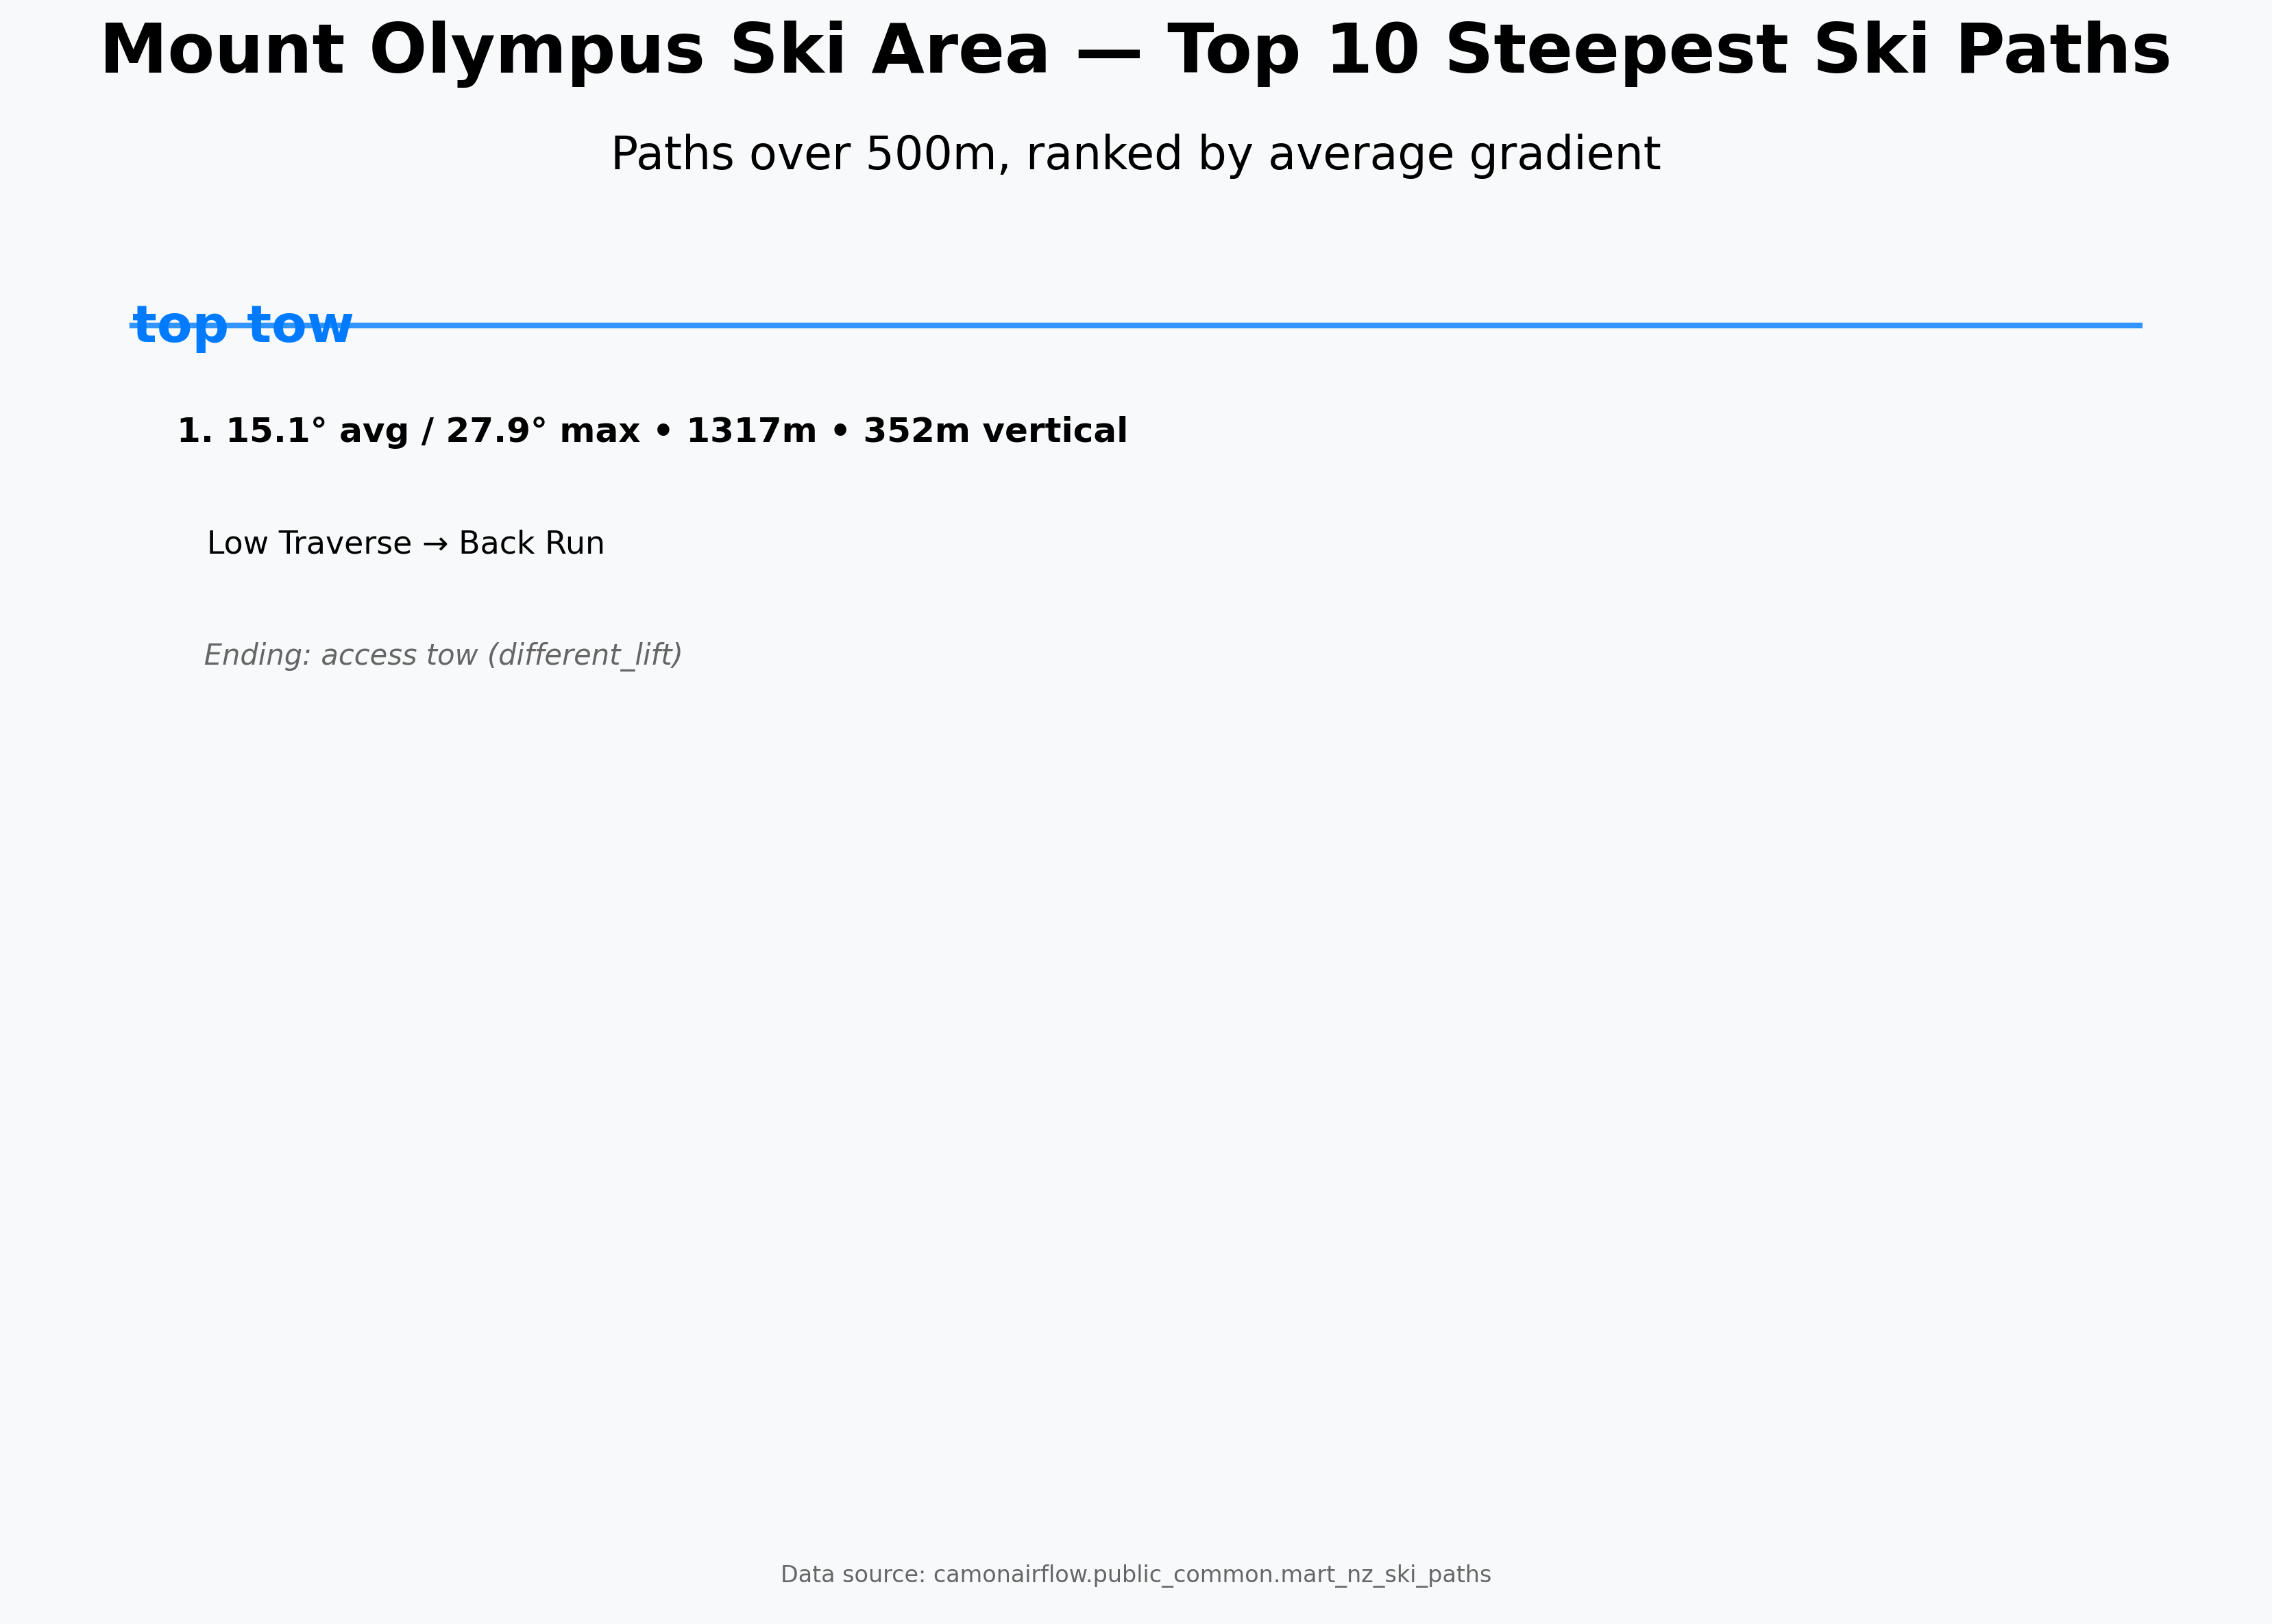 Mount Olympus Ski Area — Top 10 Steepest Ski Paths
Paths over 500m, ranked by average gradient
top tow
1. 15.1° avg / 27.9° max • 1317m • 352m vertical
Low Traverse → Back Run
Ending: access tow (different_lift)
Data source: camonairflow.public_common.mart_nz_ski_paths